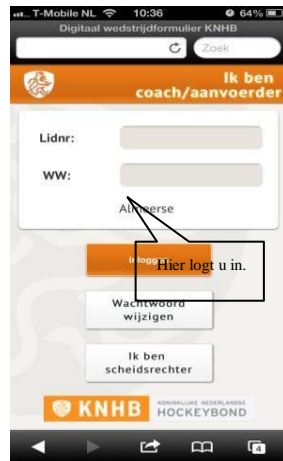 T-Mobile NL 10:36 64%
Digitaal wedstrijdformulier KNHB
Zoek
Ik ben
coach/aanvoerder
Lidnr:
WW:
Almeerse
Inloggen
Hier logt u in.
Wachtwoord
wijzigen
Ik ben
scheidsrechter
KNHB KONINKLIJKE NEDERLANDSE
HOCKEYBOND
4